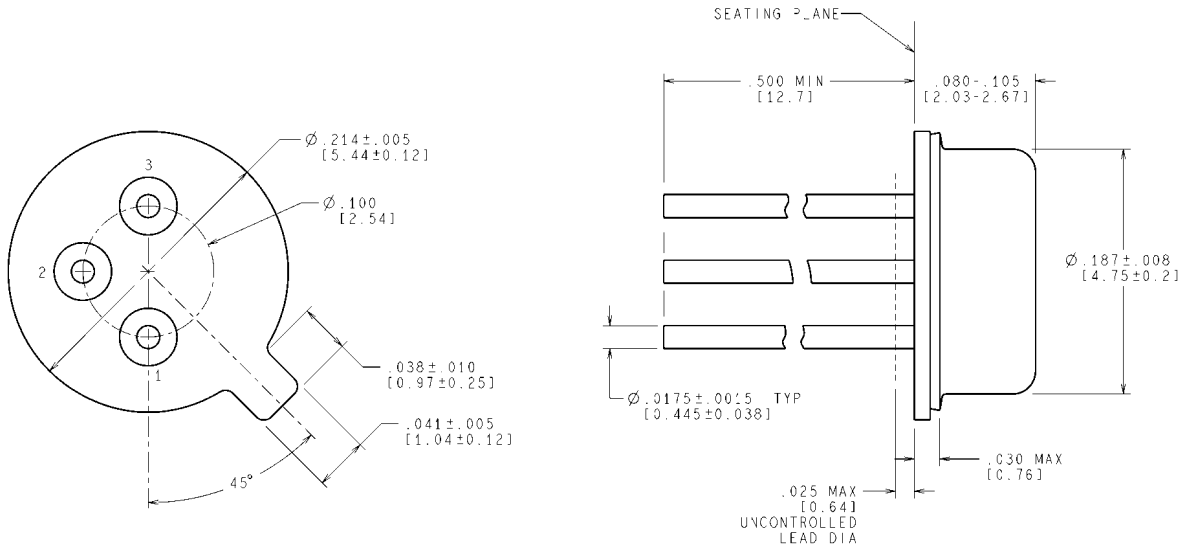 SEATING PLANE
.500 MIN
[12.7]
.080-.105
[2.03-2.67]
Ø.214±.005
[5.44±0.12]
3
Ø.100
[2.54]
2
1
Ø.187±.008
[4.75±0.2]
.038±.010
[0.97±0.25]
Ø.0175±.0015 TYP
[0.445±0.038]
.041±.005
[1.04±0.12]
45°
.030 MAX
[0.76]
.025 MAX
[0.64]
UNCONTROLLED
LEAD DIA